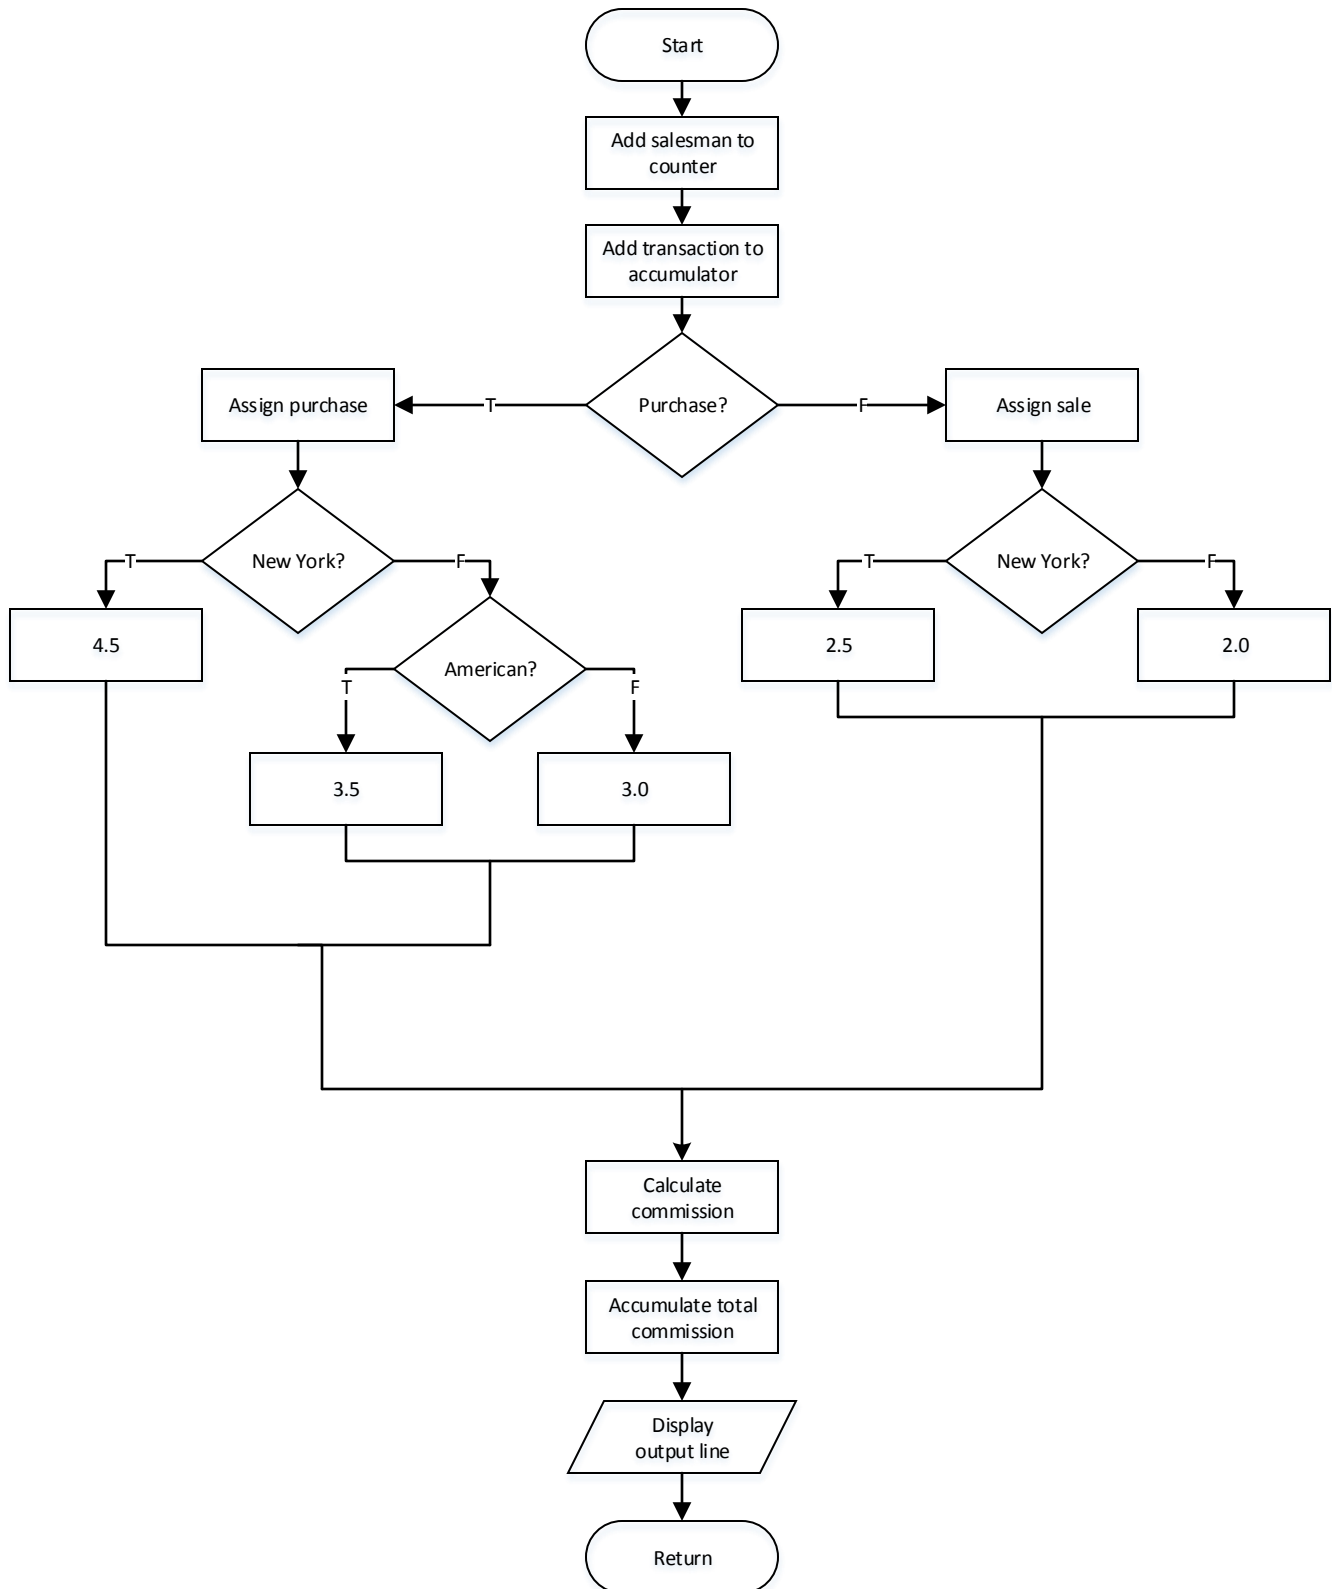 Start
Add salesman to
counter
Add transaction to
accumulator
Assign purchase
T
Purchase?
F
Assign sale
T
New York?
F
T
New York?
F
4.5
American?
2.5
2.0
T
F
3.5
3.0
Calculate
commission
Accumulate total
commission
Display
output line
Return